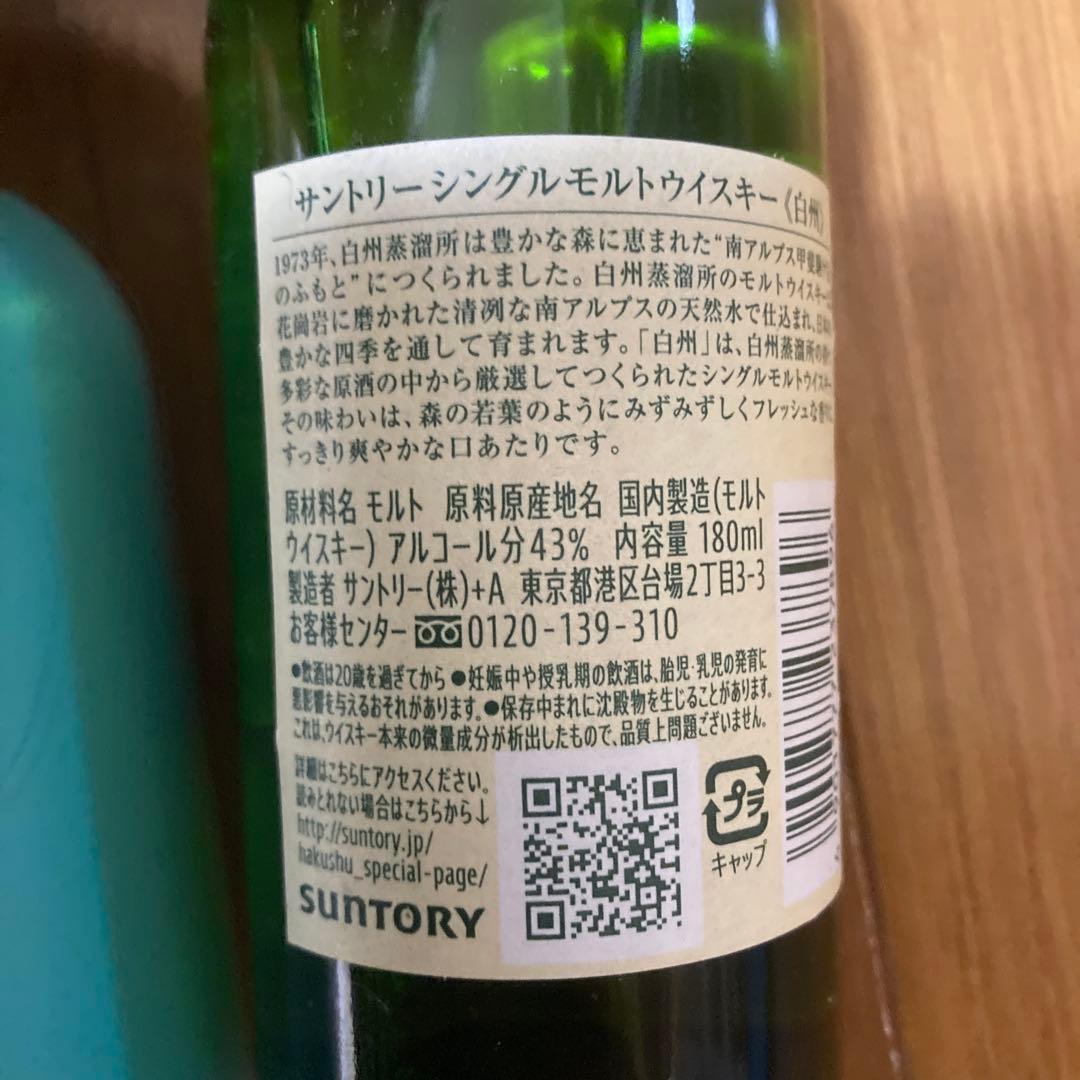 サントリー シングルモルトウイスキー《白州》
1973年、白州蒸溜所は豊かな森に恵まれた“南アルプス甲斐
のふもと”につくられました。白州蒸溜所のモルトウイスキー
花崗岩に磨かれた清冽な南アルプスの天然水で仕込まれ、
豊かな四季を通して育まれます。「白州」は、白州蒸溜所の
多彩な原酒の中から厳選してつくられたシングルモルトウイスキー
その味わいは、森の若葉のようにみずみずしくフレッシュな
すっきり爽やかな口あたりです。
原材料名 モルト 原料原産地名 国内製造(モルト
ウイスキー) アルコール分43% 内容量 180ml
製造者 サントリー(株)+A 東京都港区台場2丁目3-3
お客様センター 0120-139-310
●飲酒は20歳を過ぎてから ●妊娠中や授乳期の飲酒は、胎児・乳児の発育に
悪影響を与えるおそれがあります。●保存中まれに沈殿物を生じることがあります。
これは、ウイスキー本来の微量成分が析出したもので、品質上問題ございません。
詳細はこちらにアクセスください。
読みとれない場合はこちらから↓
http://suntory.jp/
hakushu_special-page/
SUNTORY
プラ
キャップ